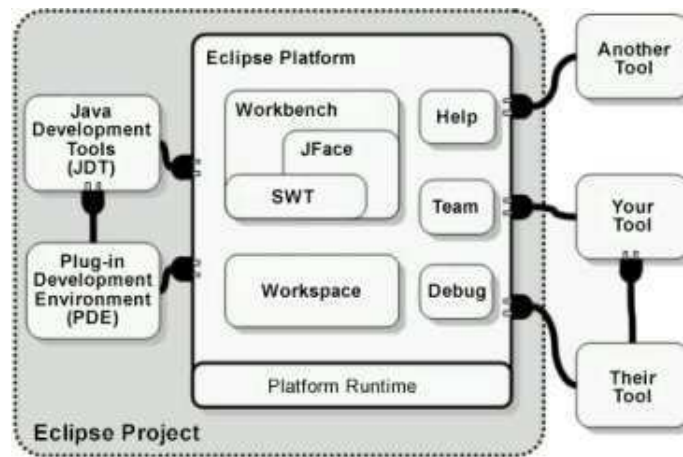 Eclipse Platform
Another
Tool
Java
Development
Tools
(JDT)
Workbench
JFace
SWT
Help
Team
Your
Tool
Plug-in
Development
Environment
(PDE)
Workspace
Debug
Platform Runtime
Their
Tool
Eclipse Project